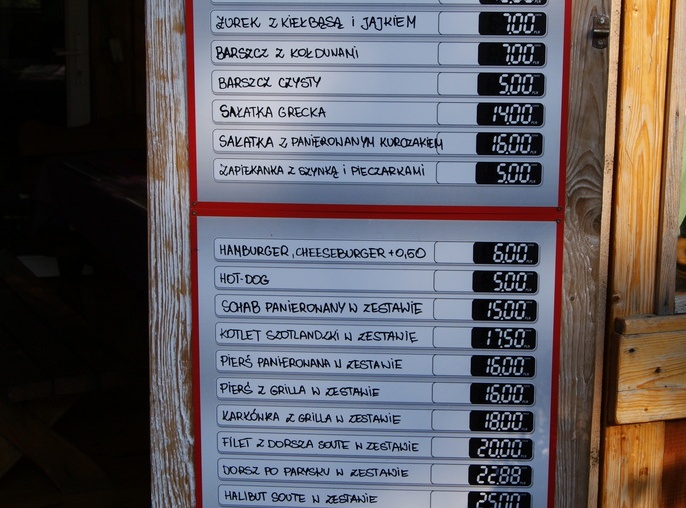 ŻUREK Z KIEŁBASĄ I JAJKIEM 7,00
BARSZCZ Z KOŁDUNAMI 7,00
BARSZCZ CZYSTY 5,00
SAŁATKA GRECKA 14,00
SAŁATKA Z PANIEROWANYM KURCZAKIEM 16,00
ZAPIEKANKA Z SZYNKĄ I PIECZARKAMI 5,00
HAMBURGER, CHEESEBURGER +0,50 6,00
HOT-DOG 5,00
SCHAB PANIEROWANY W ZESTAWIE 15,00
KOTLET SZOTLANDZKI W ZESTAWIE 17,50
PIERŚ PANIEROWANA W ZESTAWIE 16,00
PIERŚ Z GRILLA W ZESTAWIE 16,00
KARKÓWKA Z GRILLA W ZESTAWIE 18,00
FILET Z DORSZA SOUTE W ZESTAWIE 20,00
DORSZ PO PARYSKU W ZESTAWIE 22,88
HALIBUT SOUTE W ZESTAWIE 25,00